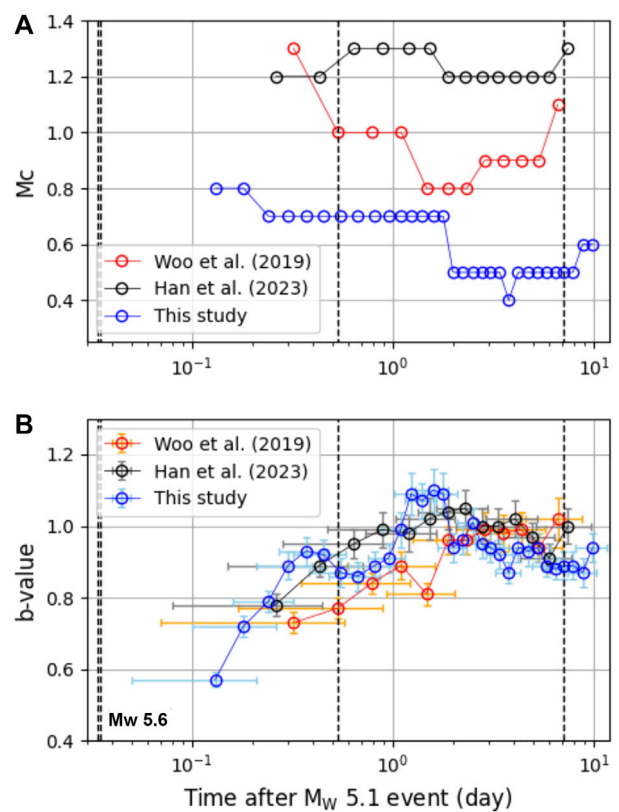 A
1.4
1.2
1.0
0.8
0.6
0.4
Mc
Woo et al. (2019)
Han et al. (2023)
This study
10⁻¹ 10⁰ 10¹
B
1.2
1.0
0.8
0.6
0.4
b-value
Woo et al. (2019)
Han et al. (2023)
This study
Mw 5.6
10⁻¹ 10⁰ 10¹
Time after M_W 5.1 event (day)